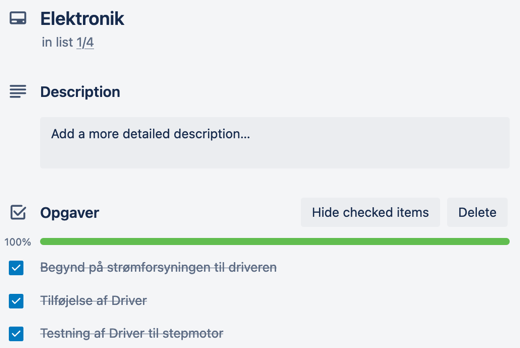 Elektronik
in list 1/4
Description
Add a more detailed description...
Opgaver
Hide checked items
Delete
100%
Begynd på strømforsyningen til driveren
Tilføjelse af Driver
Testning af Driver til stepmotor